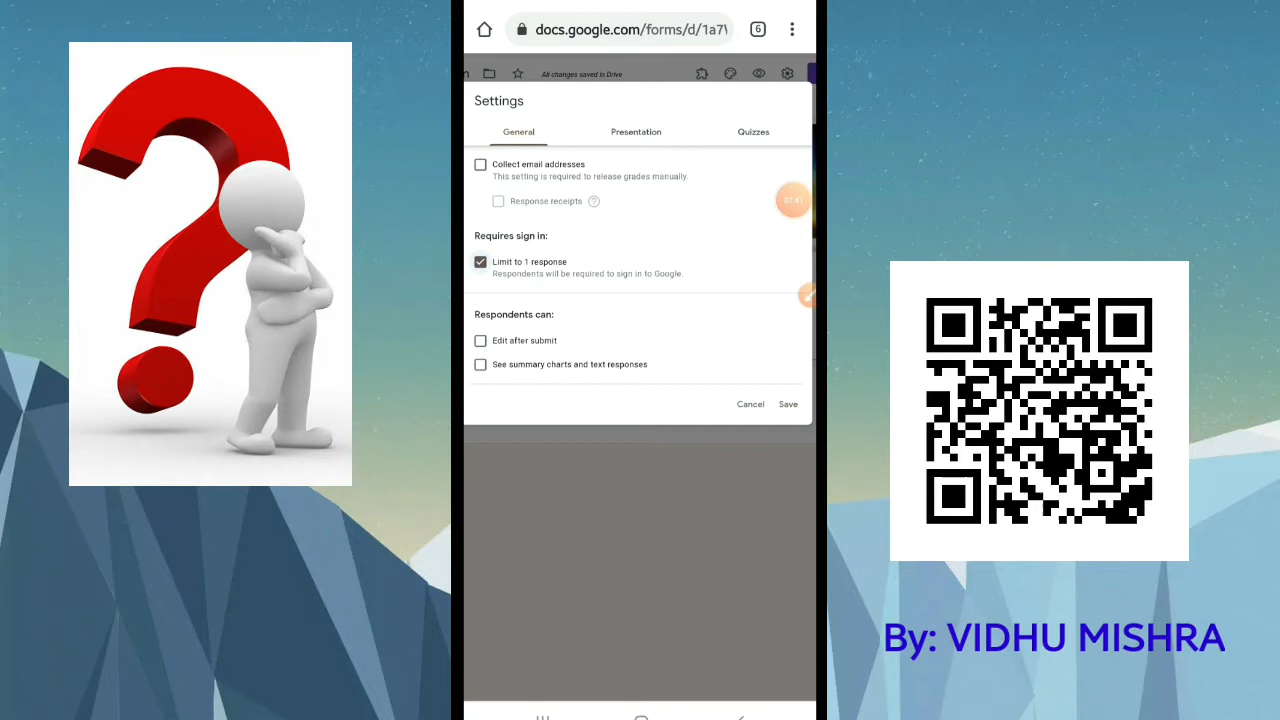 6
docs.google.com/forms/d/1a7
All changes saved in Drive
Settings
General
Presentation
Quizzes
Collect email addresses
This setting is required to release grades manually.
Response receipts
?
Requires sign in:
Limit to 1 response
Respondents will be required to sign in to Google.
Respondents can:
Edit after submit
See summary charts and text responses
Cancel
Save
By: VIDHU MISHRA